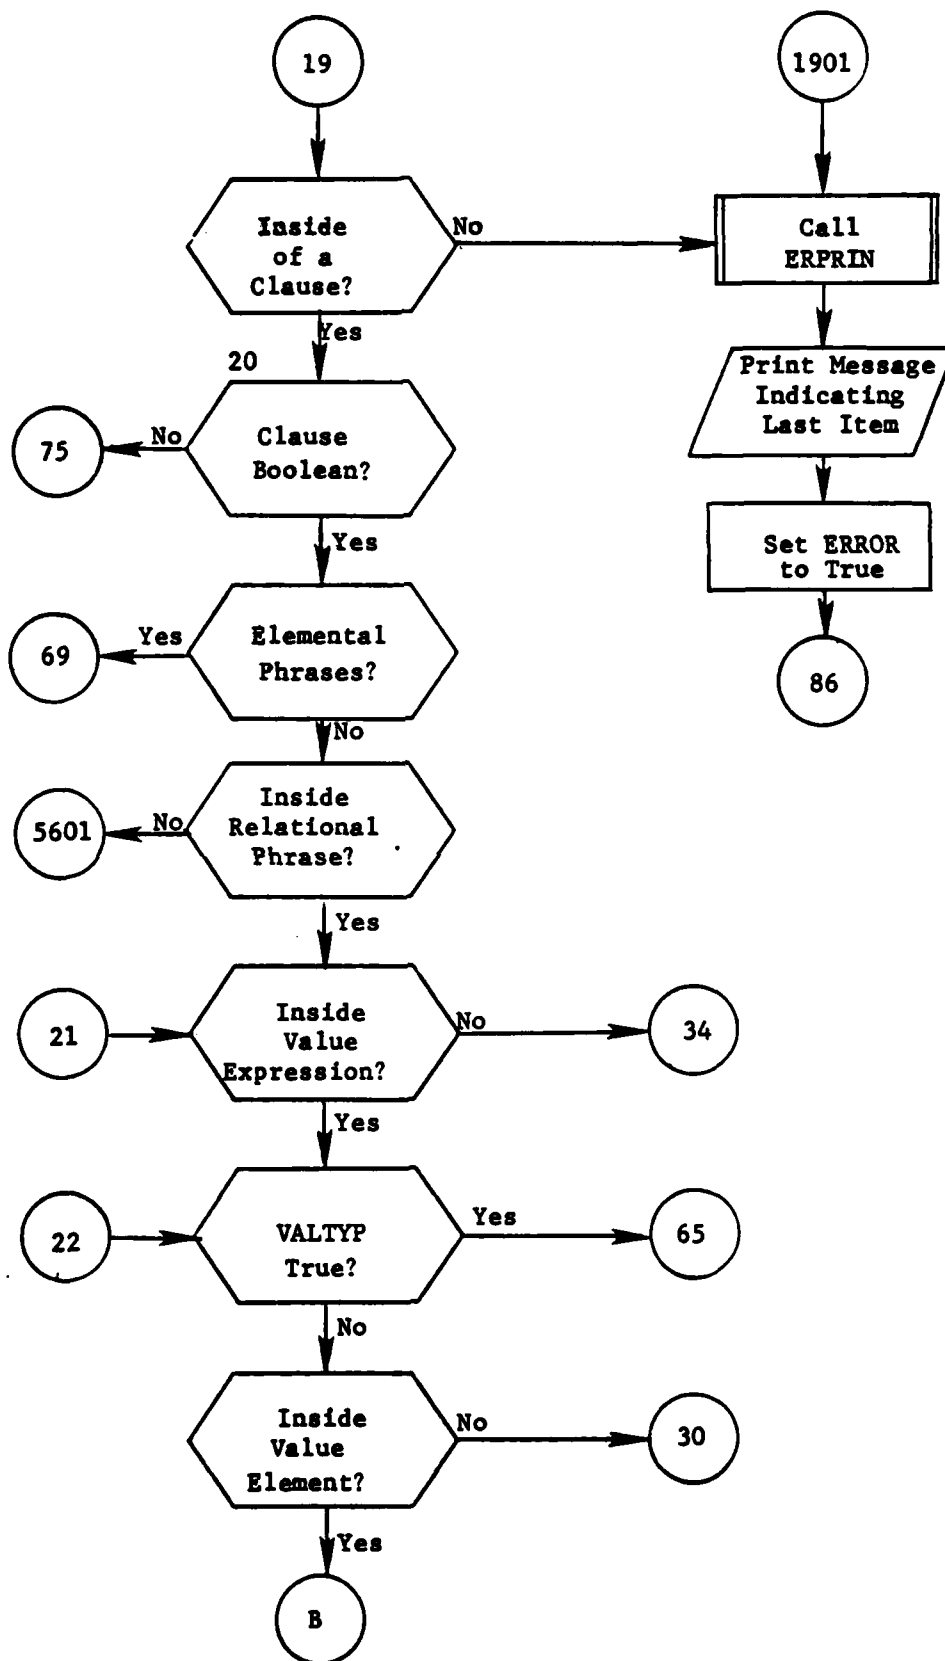 19
1901
Inside
of a
Clause?
No
Call
ERPRIN
Yes
20
Print Message
Indicating
Last Item
Clause
Boolean?
No
75
Set ERROR
to True
Yes
86
Elemental
Phrases?
Yes
69
No
Inside
Relational
Phrase?
No
5601
Yes
21
Inside
Value
Expression?
No
34
Yes
22
VALTYP
True?
Yes
65
No
Inside
Value
Element?
No
30
Yes
B